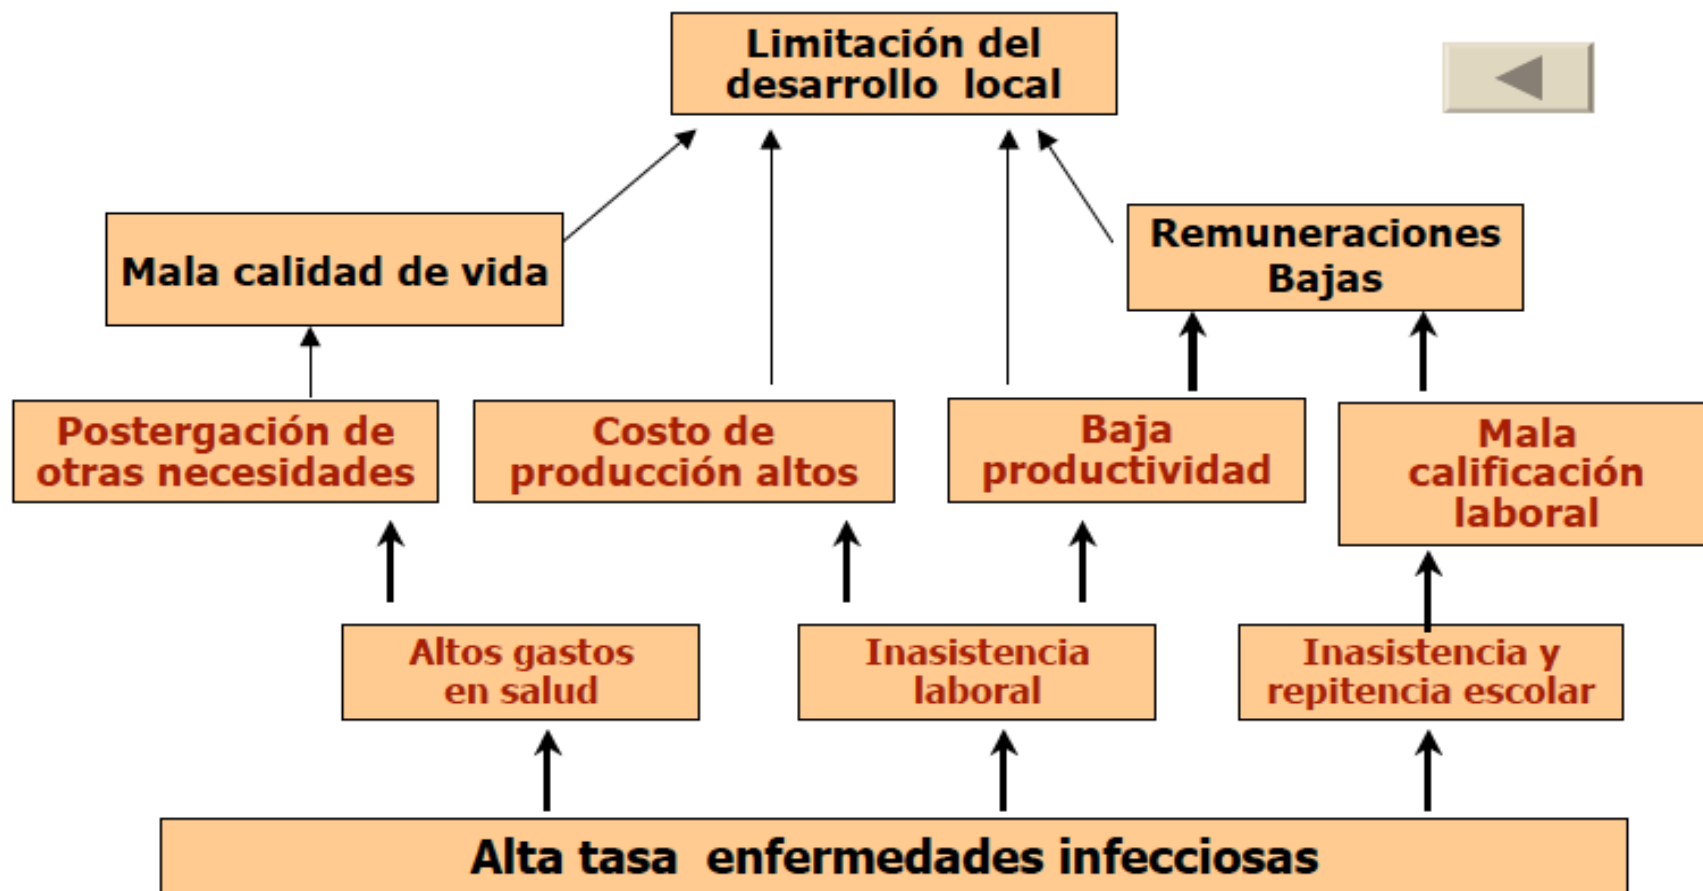 Limitación del
desarrollo local
Mala calidad de vida
Remuneraciones
Bajas
Postergación de
otras necesidades
Costo de
producción altos
Baja
productividad
Mala
calificación
laboral
Altos gastos
en salud
Inasistencia
laboral
Inasistencia y
repitencia escolar
Alta tasa enfermedades infecciosas